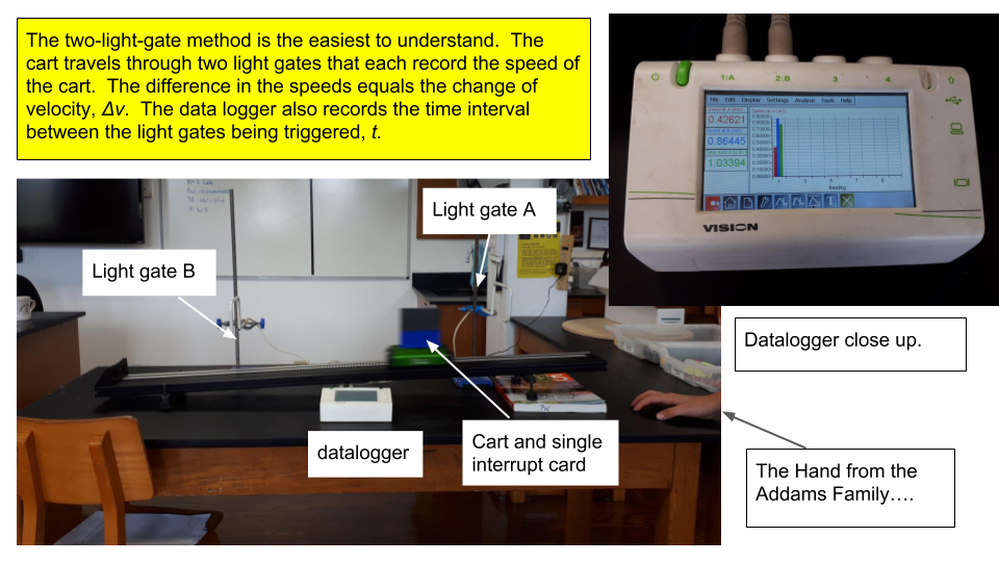 The two-light-gate method is the easiest to understand.  The
cart travels through two light gates that each record the speed of
the cart.  The difference in the speeds equals the change of
velocity, Δv.  The data logger also records the time interval
between the light gates being triggered, t.
1:A
2:B
3
4
File Edit Display Settings Analysis Tools Help
0.42621
0.86445
1.03394
Reading
VISION
Light gate A
Light gate B
Datalogger close up.
datalogger
Cart and single
interrupt card
The Hand from the
Addams Family….